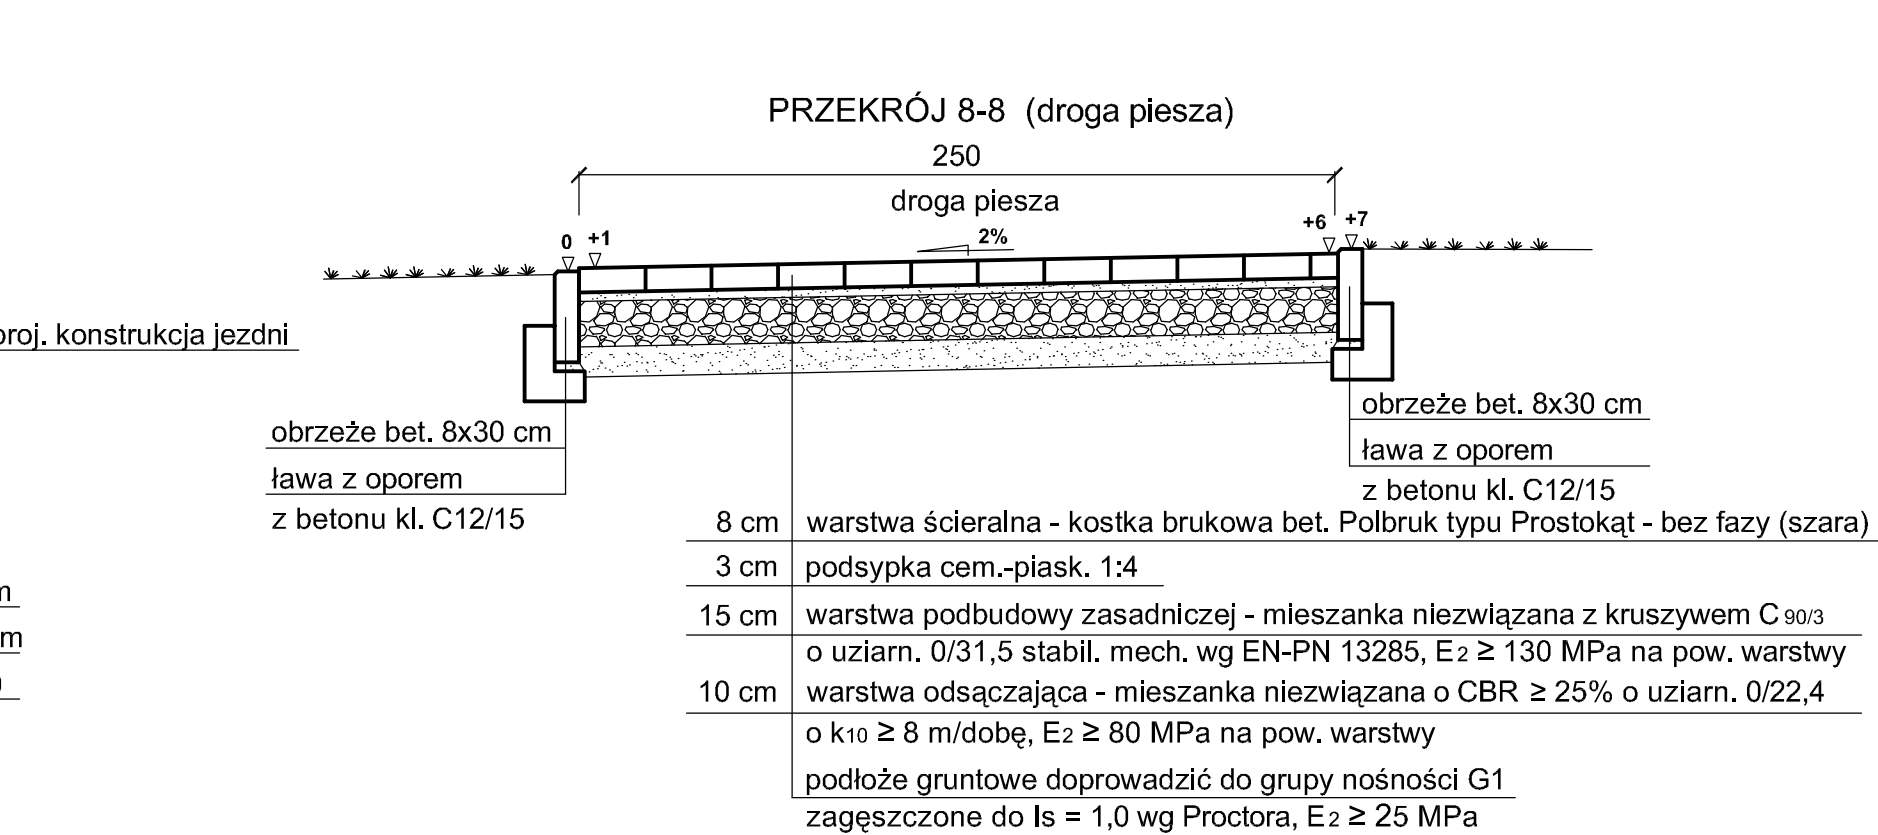 PRZEKRÓJ 8-8 (droga piesza)
250
droga piesza
0 +1
2%
+6 +7
konstrukcja jezdni
obrzeże bet. 8x30 cm
ława z oporem
z betonu kl. C12/15
obrzeże bet. 8x30 cm
ława z oporem
z betonu kl. C12/15
8 cm warstwa ścieralna - kostka brukowa bet. Polbruk typu Prostokąt - bez fazy (szara)
3 cm podsypka cem.-piask. 1:4
15 cm warstwa podbudowy zasadniczej - mieszanka niezwiązana z kruszywem C 90/3
o uziarn. 0/31,5 stabil. mech. wg EN-PN 13285, E2 ≥ 130 MPa na pow. warstwy
10 cm warstwa odsączająca - mieszanka niezwiązana o CBR ≥ 25% o uziarn. 0/22,4
o k10 ≥ 8 m/dobę, E2 ≥ 80 MPa na pow. warstwy
podłoże gruntowe doprowadzić do grupy nośności G1
zagęszczone do Is = 1,0 wg Proctora, E2 ≥ 25 MPa